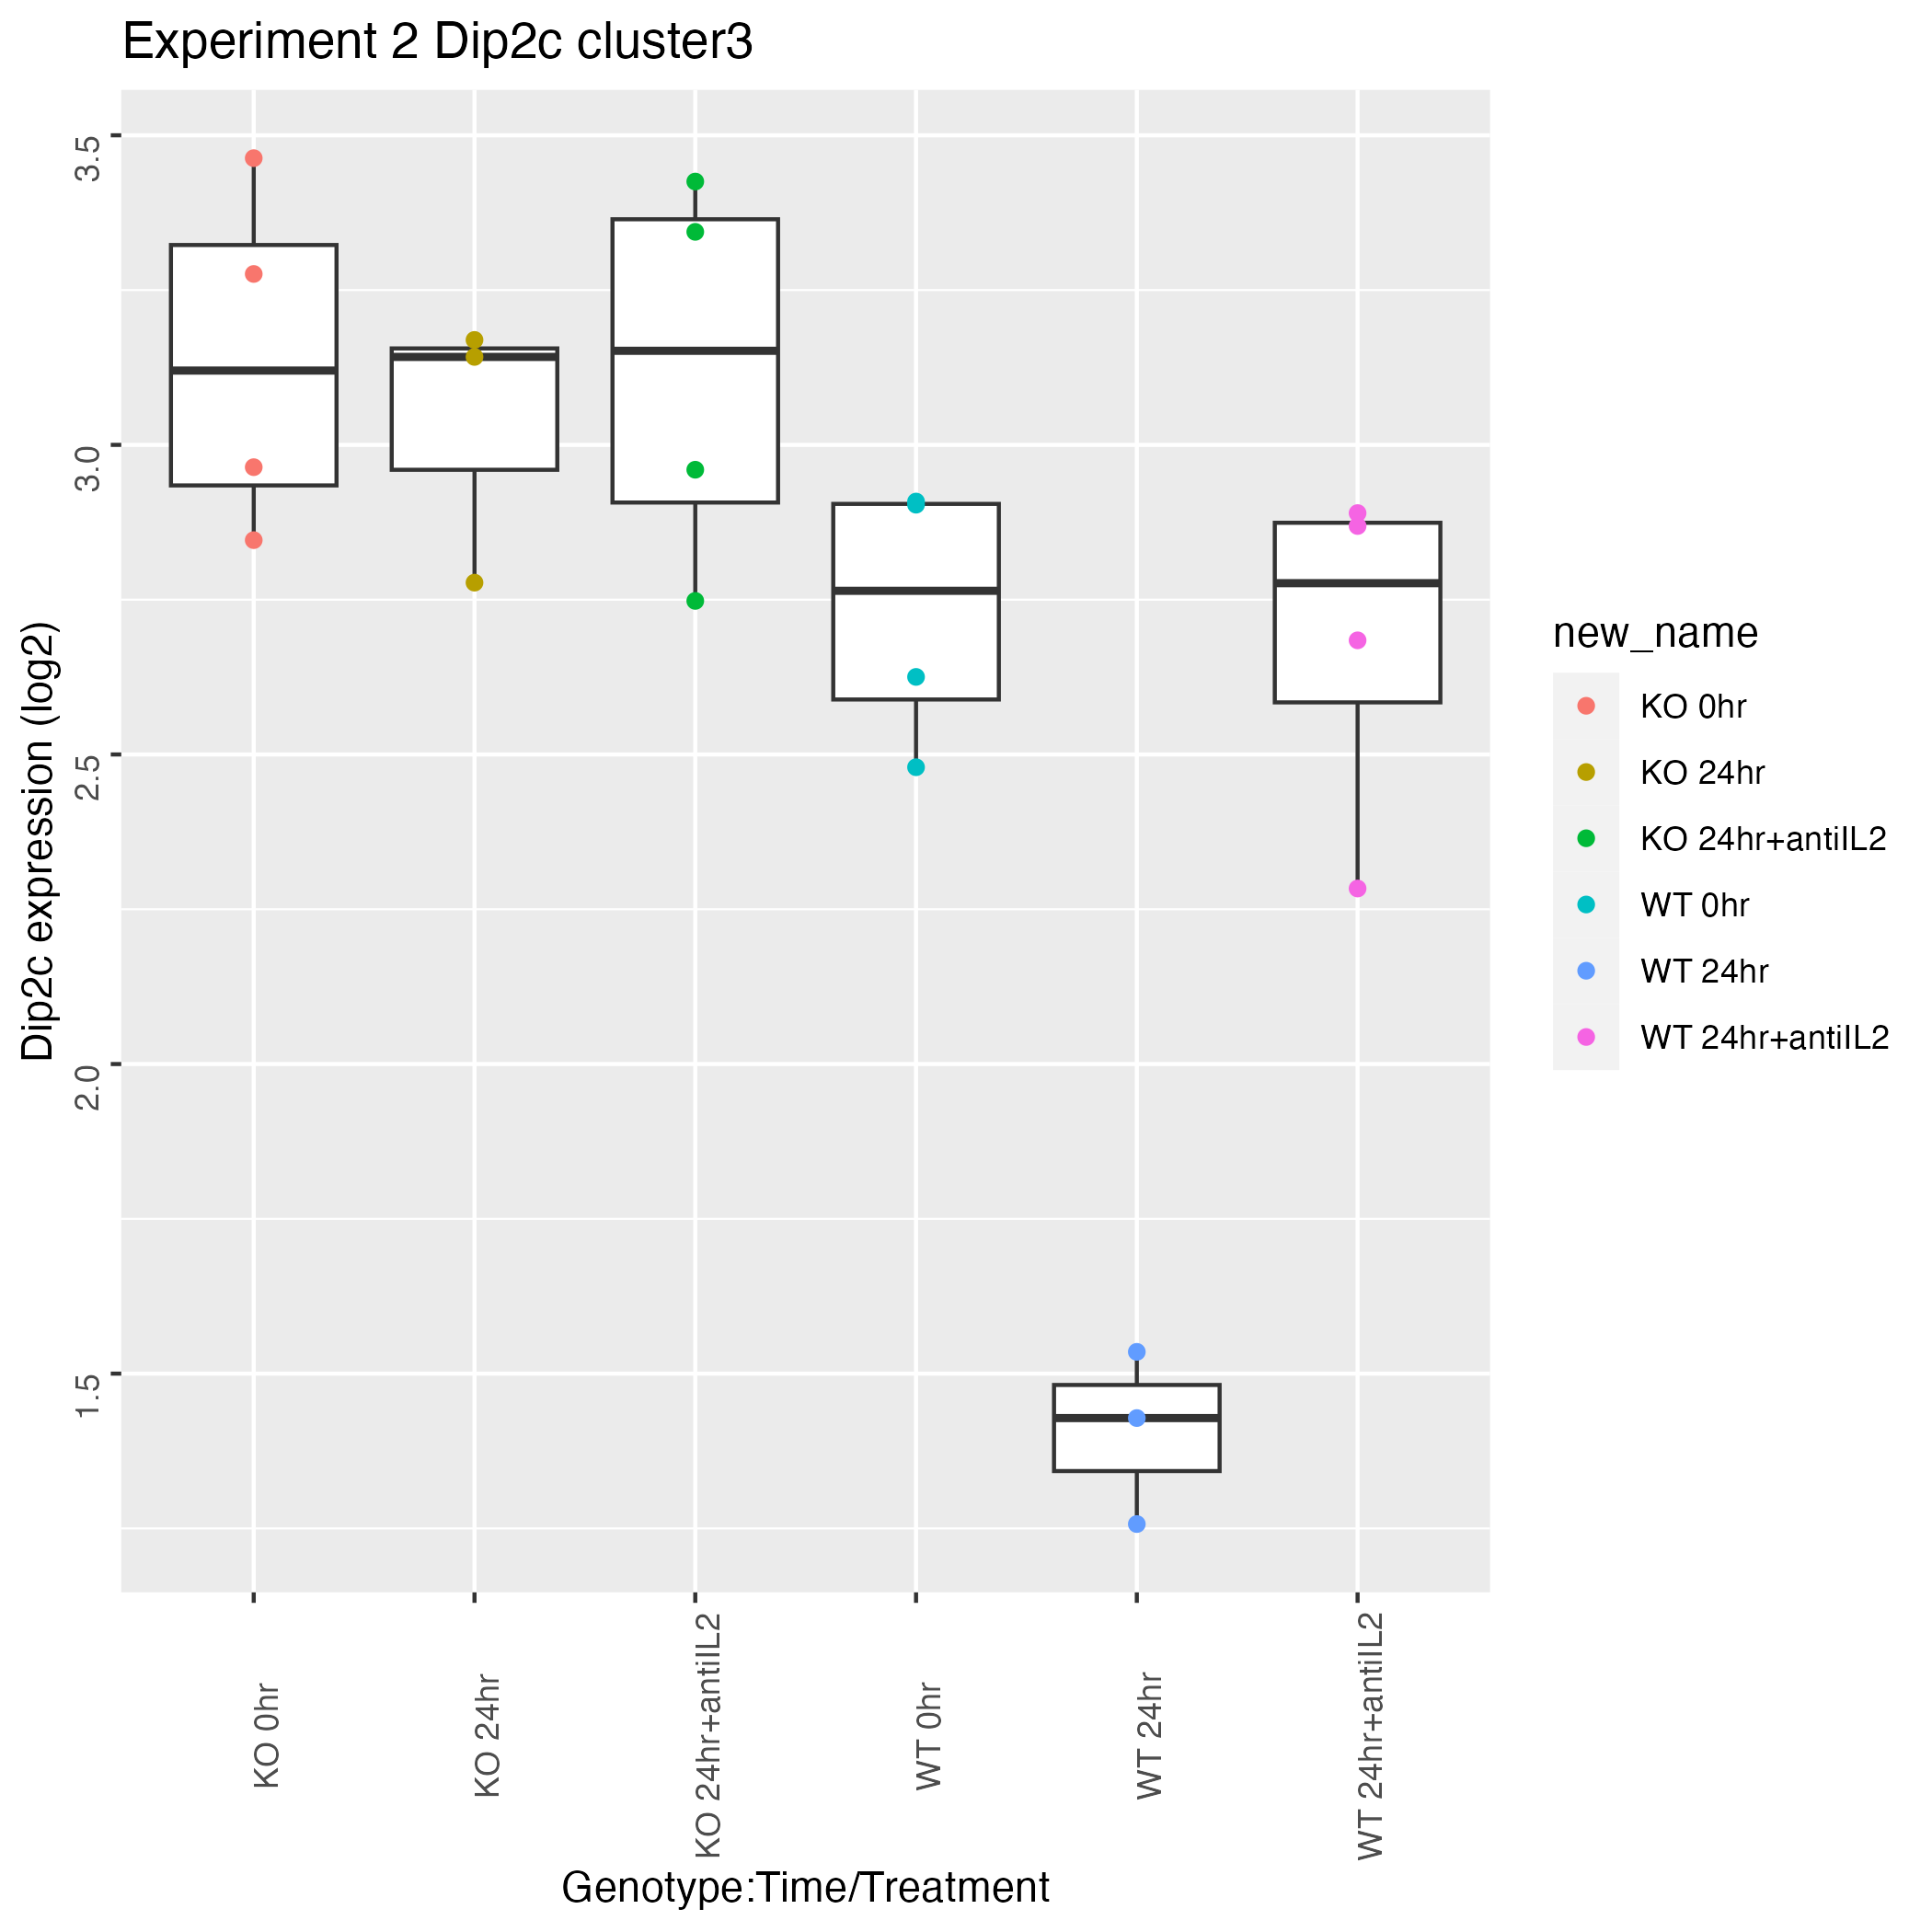 Experiment 2 Dip2c cluster3
Dip2c expression (log2)
3.5
3.0
2.5
2.0
1.5
KO 0hr
KO 24hr
KO 24hr+antiIL2
WT 0hr
WT 24hr
WT 24hr+antiIL2
Genotype:Time/Treatment
new_name
KO 0hr
KO 24hr
KO 24hr+antiIL2
WT 0hr
WT 24hr
WT 24hr+antiIL2